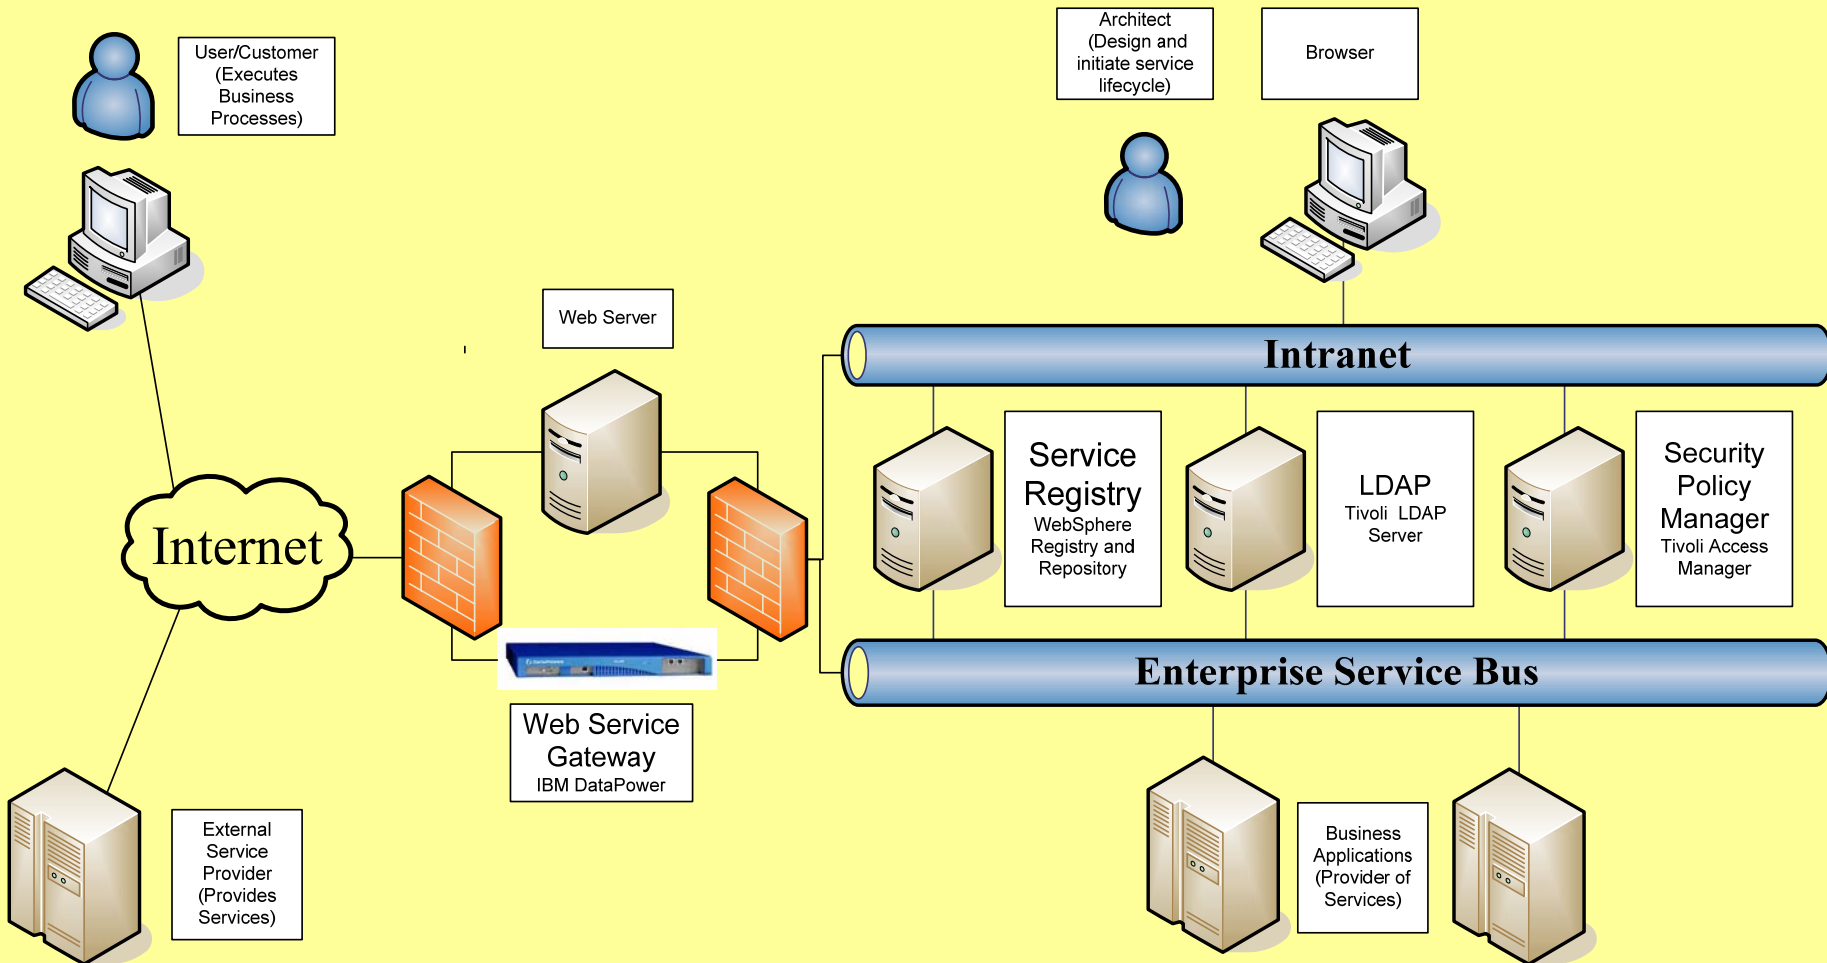 User/Customer
(Executes
Business
Processes)
Architect
(Design and
initiate service
lifecycle)
Browser
Web Server
Intranet
Service
Registry
WebSphere
Registry and
Repository
LDAP
Tivoli LDAP
Server
Security
Policy
Manager
Tivoli Access
Manager
Internet
Enterprise Service Bus
Web Service
Gateway
IBM DataPower
External
Service
Provider
(Provides
Services)
Business
Applications
(Provider of
Services)